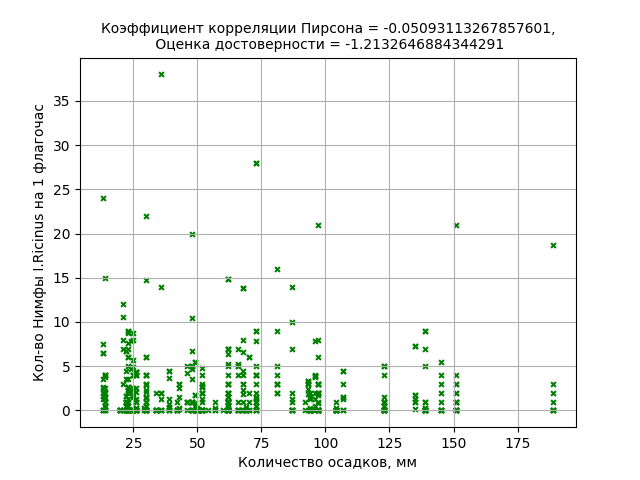 Коэффициент корреляции Пирсона = -0.05093113267857601,
Оценка достоверности = -1.2132646884344291
Кол-во Нимфы I.Ricinus на 1 флагочас
35
30
25
20
15
10
5
0
25 50 75 100 125 150 175
Количество осадков, мм